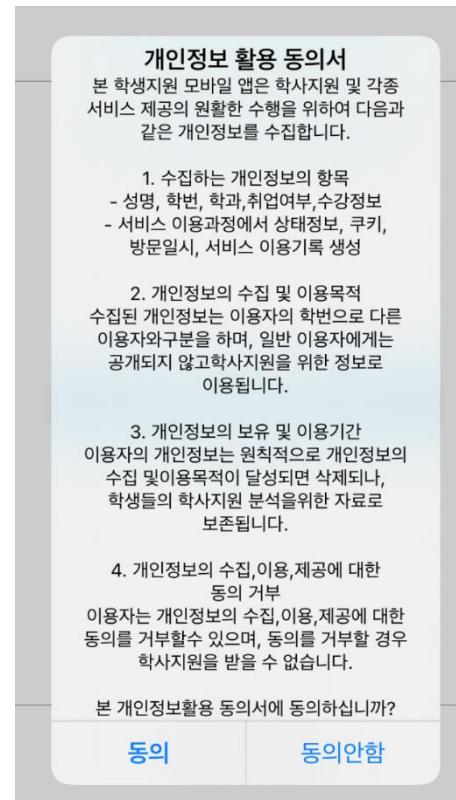 개인정보 활용 동의서
본 학생지원 모바일 앱은 학사지원 및 각종
서비스 제공의 원활한 수행을 위하여 다음과
같은 개인정보를 수집합니다.
1. 수집하는 개인정보의 항목
- 성명, 학번, 학과,취업여부,수강정보
- 서비스 이용과정에서 상태정보, 쿠키,
방문일시, 서비스 이용기록 생성
2. 개인정보의 수집 및 이용목적
수집된 개인정보는 이용자의 학번으로 다른
이용자와구분을 하며, 일반 이용자에게는
공개되지 않고학사지원을 위한 정보로
이용됩니다.
3. 개인정보의 보유 및 이용기간
이용자의 개인정보는 원칙적으로 개인정보의
수집 및이용목적이 달성되면 삭제되나,
학생들의 학사지원 분석을위한 자료로
보존됩니다.
4. 개인정보의 수집,이용,제공에 대한
동의 거부
이용자는 개인정보의 수집,이용,제공에 대한
동의를 거부할수 있으며, 동의를 거부할 경우
학사지원을 받을 수 없습니다.
본 개인정보활용 동의서에 동의하십니까?
동의
동의안함